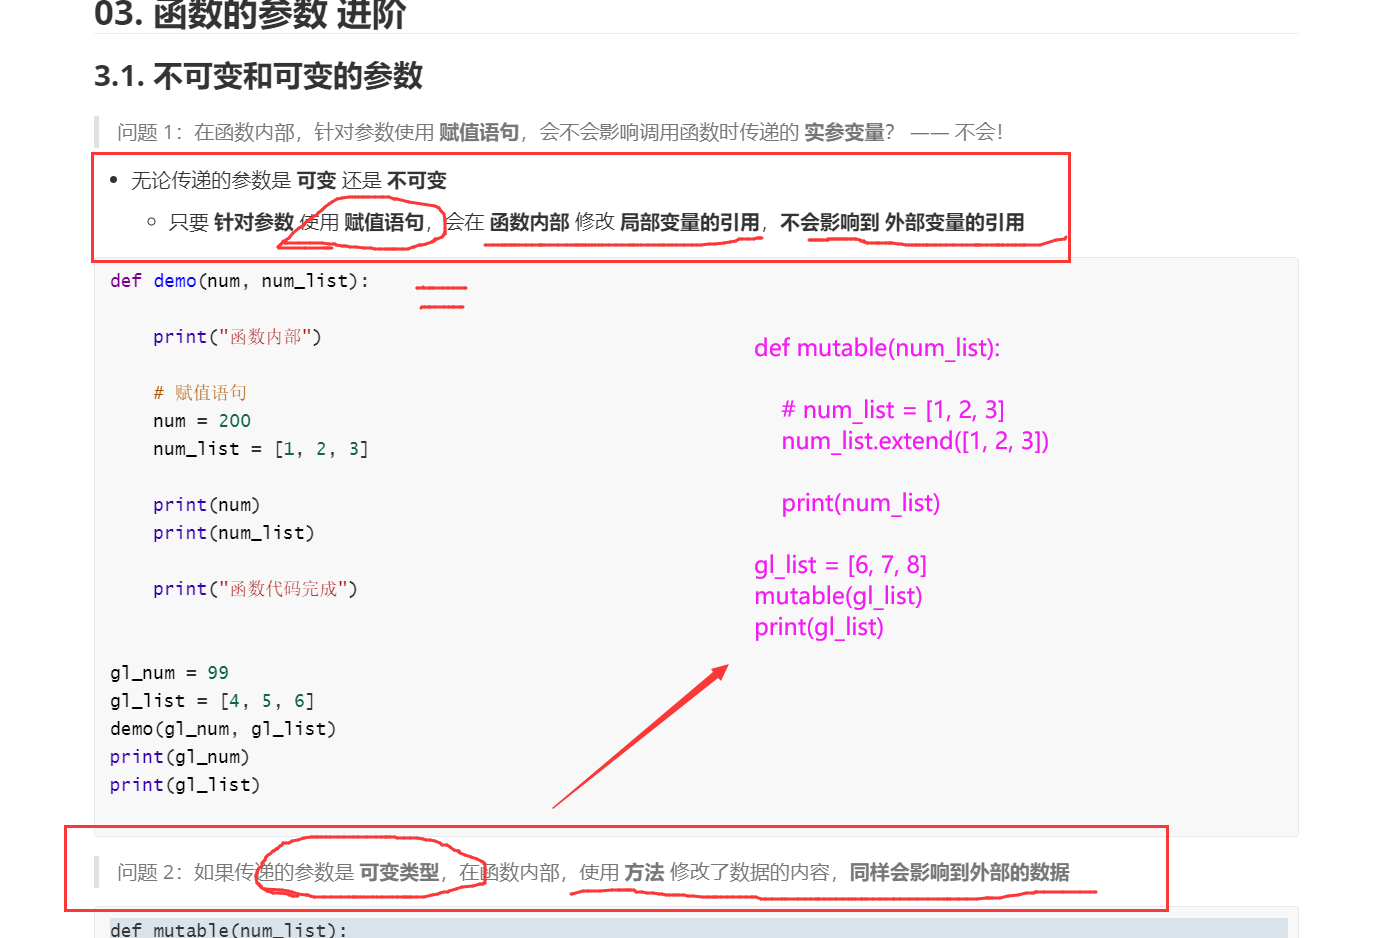 03. 函数的参数 进阶
3.1. 不可变和可变的参数
问题 1：在函数内部，针对参数使用 赋值语句，会不会影响调用函数时传递的 实参变量？ —— 不会！
无论传递的参数是 可变 还是 不可变
只要 针对参数 使用 赋值语句，会在 函数内部 修改 局部变量的引用，不会影响到 外部变量的引用
def demo(num, num_list):
print("函数内部")
# 赋值语句
num = 200
num_list = [1, 2, 3]
print(num)
print(num_list)
print("函数代码完成")
gl_num = 99
gl_list = [4, 5, 6]
demo(gl_num, gl_list)
print(gl_num)
print(gl_list)
def mutable(num_list):
# num_list = [1, 2, 3]
num_list.extend([1, 2, 3])
print(num_list)
gl_list = [6, 7, 8]
mutable(gl_list)
print(gl_list)
问题 2：如果传递的参数是 可变类型，在函数内部，使用 方法 修改了数据的内容，同样会影响到外部的数据
def mutable(num_list):